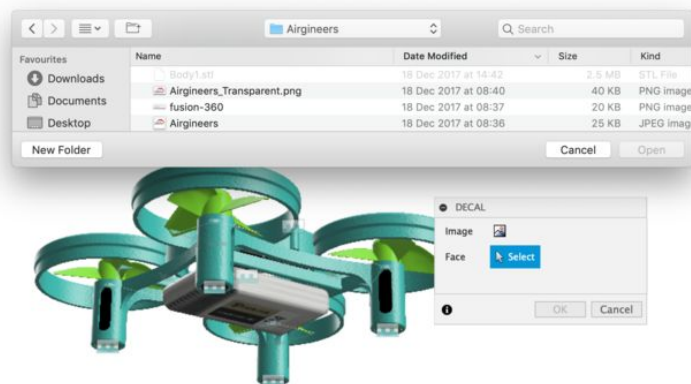 Airgineers
Search
Favourites
Name
Date Modified
Size
Kind
Downloads
Documents
Desktop
Body1.stl 18 Dec 2017 at 14:42 2.5 MB STL File
Airgineers_Transparent.png 18 Dec 2017 at 08:40 40 KB PNG image
fusion-360 18 Dec 2017 at 08:37 20 KB PNG image
Airgineers 18 Dec 2017 at 08:36 25 KB JPEG imag
New Folder
Cancel
Open
DECAL
Image
Face
Select
OK
Cancel